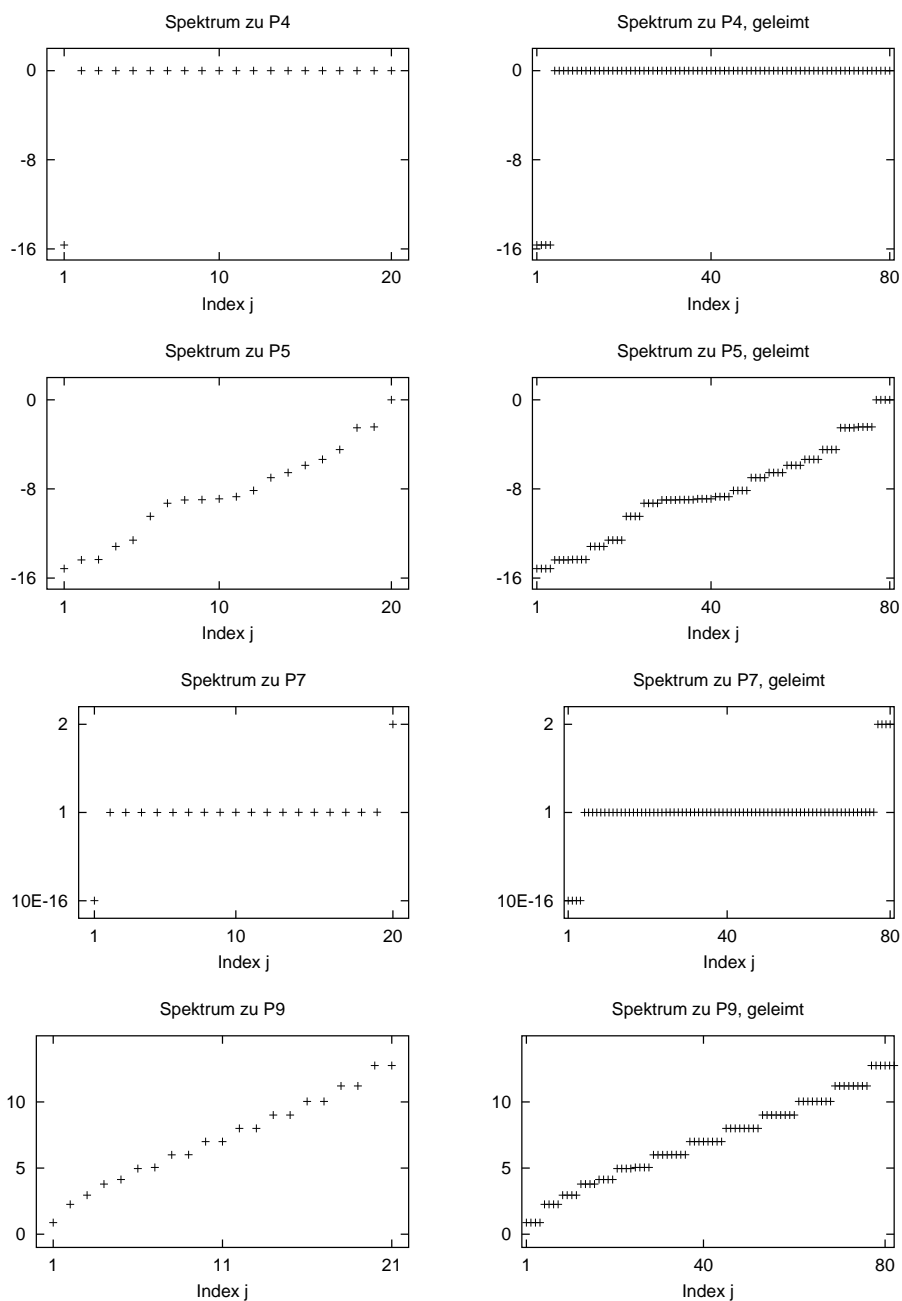 Spektrum zu P4
0
-8
-16
1 10 20
Index j
Spektrum zu P4, geleimt
0
-8
-16
1 40 80
Index j
Spektrum zu P5
0
-8
-16
1 10 20
Index j
Spektrum zu P5, geleimt
0
-8
-16
1 40 80
Index j
Spektrum zu P7
2
1
10E-16
1 10 20
Index j
Spektrum zu P7, geleimt
2
1
10E-16
1 40 80
Index j
Spektrum zu P9
10
5
0
1 11 21
Index j
Spektrum zu P9, geleimt
10
5
0
1 40 80
Index j